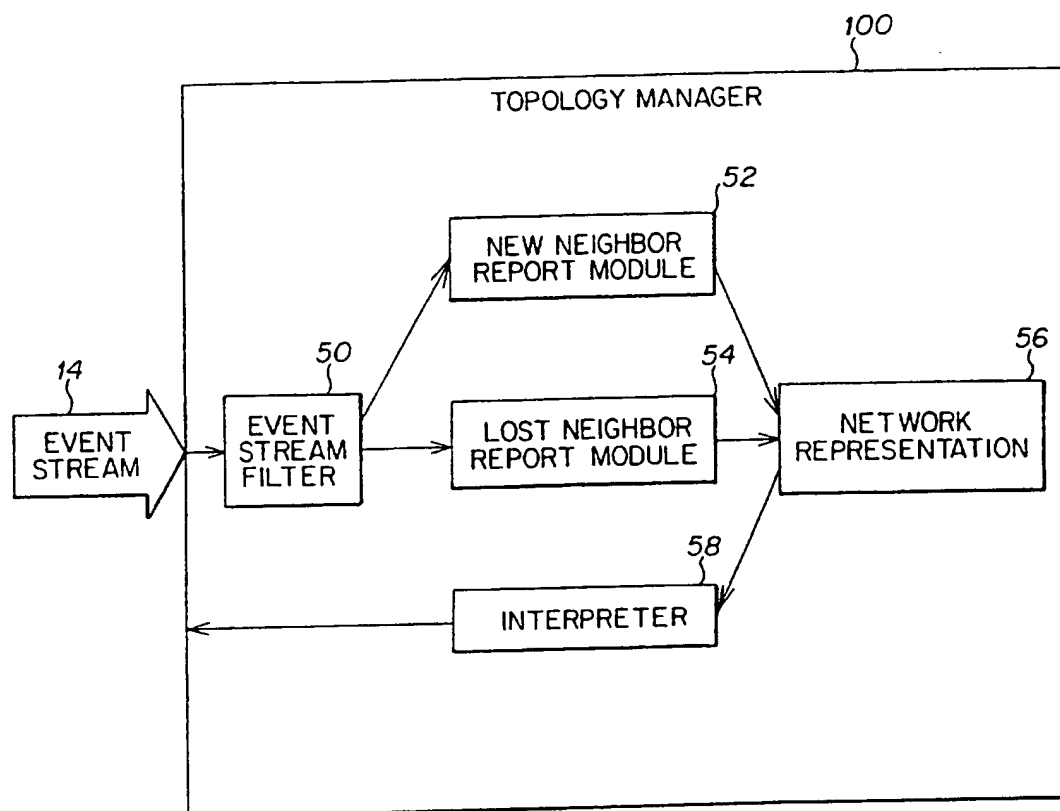 100
TOPOLOGY MANAGER
52
NEW NEIGHBOR
REPORT MODULE
14
EVENT
STREAM
50
EVENT
STREAM
FILTER
54
LOST NEIGHBOR
REPORT MODULE
56
NETWORK
REPRESENTATION
58
INTERPRETER